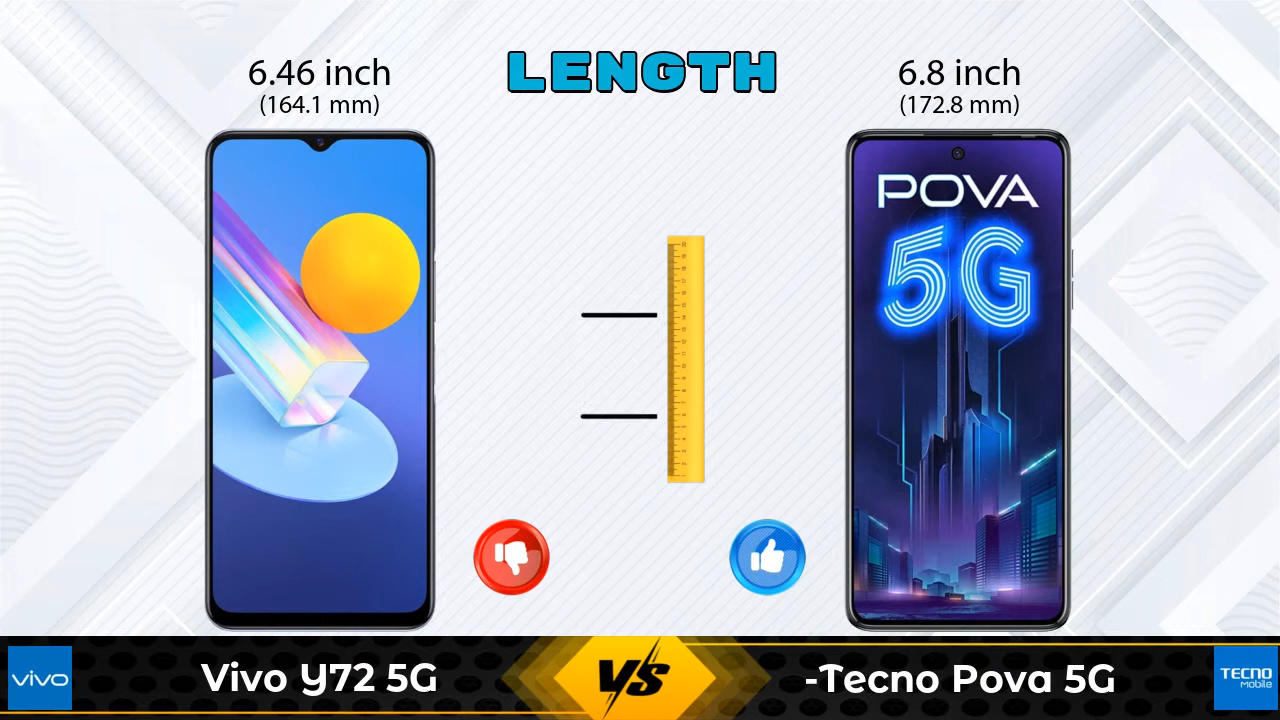 LENGTH
6.46 inch
(164.1 mm)
6.8 inch
(172.8 mm)
POVA
5G
vivo
Vivo Y72 5G
VS
-Tecno Pova 5G
TECNO
mobile